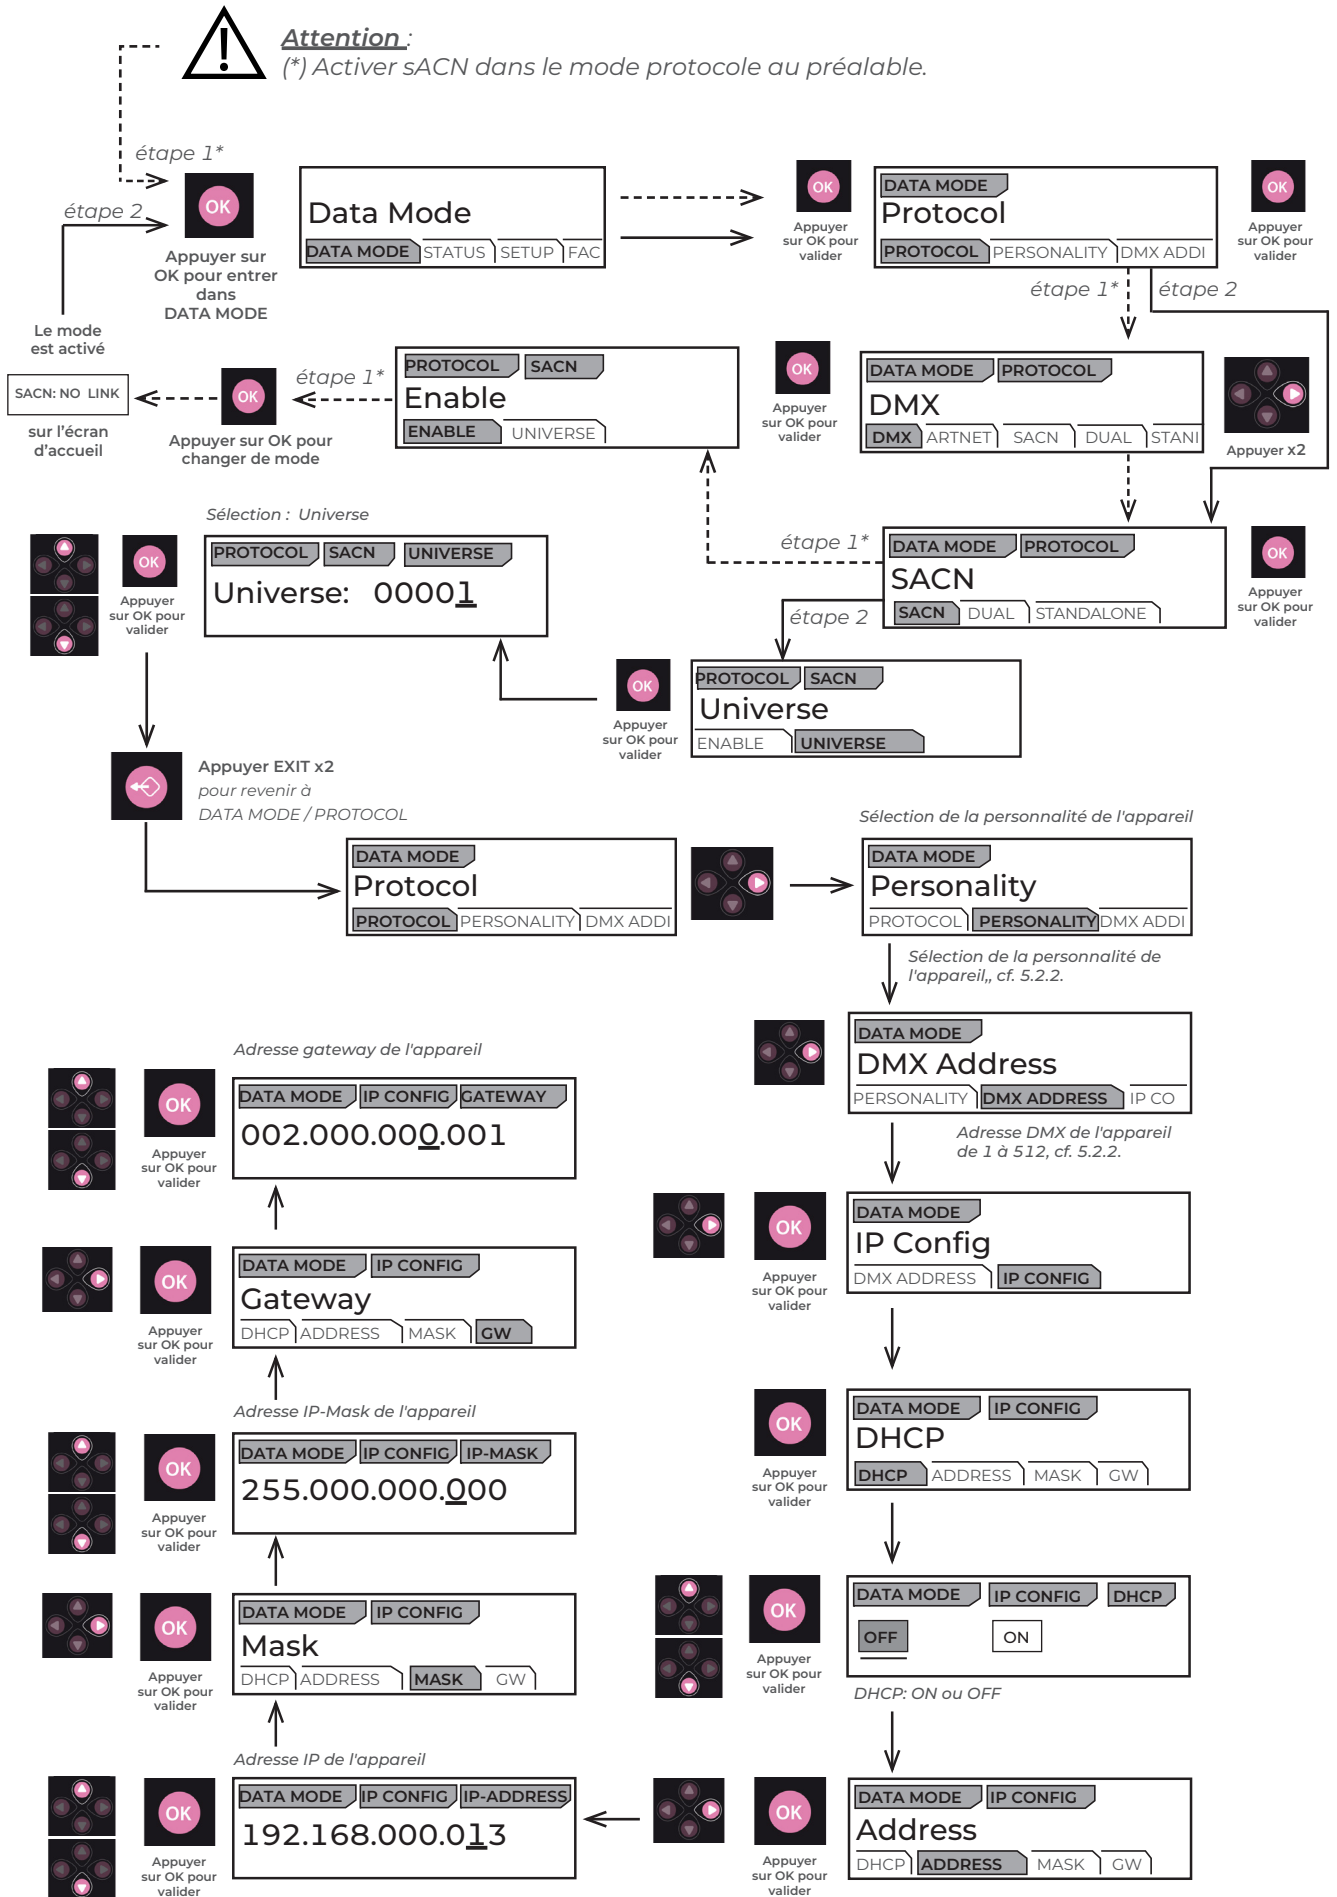 Attention :
(*) Activer sACN dans le mode protocole au préalable.
étape 1*
étape 2
OK
Appuyer sur
OK pour entrer
dans
DATA MODE
Data Mode
DATA MODE STATUS SETUP FAC
OK
Appuyer
sur OK pour
valider
DATA MODE
Protocol
PROTOCOL PERSONALITY DMX ADDI
OK
Appuyer
sur OK pour
valider
étape 1*
étape 2
Le mode
est activé
SACN: NO LINK
sur l'écran
d'accueil
OK
Appuyer sur OK pour
changer de mode
étape 1*
PROTOCOL SACN
Enable
ENABLE UNIVERSE
OK
Appuyer
sur OK pour
valider
DATA MODE PROTOCOL
DMX
DMX ARTNET SACN DUAL STANI
Appuyer x2
Sélection : Universe
OK
Appuyer
sur OK pour
valider
PROTOCOL SACN UNIVERSE
Universe: 00001
étape 1*
étape 2
DATA MODE PROTOCOL
SACN
SACN DUAL STANDALONE
OK
Appuyer
sur OK pour
valider
OK
Appuyer
sur OK pour
valider
PROTOCOL SACN
Universe
ENABLE UNIVERSE
Appuyer EXIT x2
pour revenir à
DATA MODE / PROTOCOL
DATA MODE
Protocol
PROTOCOL PERSONALITY DMX ADDI
Sélection de la personnalité de l'appareil
DATA MODE
Personality
PROTOCOL PERSONALITY DMX ADDI
Sélection de la personnalité de
l'appareil,, cf. 5.2.2.
DATA MODE
DMX Address
PERSONALITY DMX ADDRESS IP CO
Adresse DMX de l'appareil
de 1 à 512, cf. 5.2.2.
OK
Appuyer
sur OK pour
valider
DATA MODE
IP Config
DMX ADDRESS IP CONFIG
OK
Appuyer
sur OK pour
valider
DATA MODE IP CONFIG
DHCP
DHCP ADDRESS MASK GW
OK
Appuyer
sur OK pour
valider
DATA MODE IP CONFIG DHCP
OFF ON
DHCP: ON ou OFF
OK
Appuyer
sur OK pour
valider
DATA MODE IP CONFIG
Address
DHCP ADDRESS MASK GW
Adresse IP de l'appareil
OK
Appuyer
sur OK pour
valider
DATA MODE IP CONFIG IP-ADDRESS
192.168.000.013
OK
Appuyer
sur OK pour
valider
DATA MODE IP CONFIG
Mask
DHCP ADDRESS MASK GW
Adresse IP-Mask de l'appareil
OK
Appuyer
sur OK pour
valider
DATA MODE IP CONFIG IP-MASK
255.000.000.000
OK
Appuyer
sur OK pour
valider
DATA MODE IP CONFIG
Gateway
DHCP ADDRESS MASK GW
Adresse gateway de l'appareil
OK
Appuyer
sur OK pour
valider
DATA MODE IP CONFIG GATEWAY
002.000.000.001